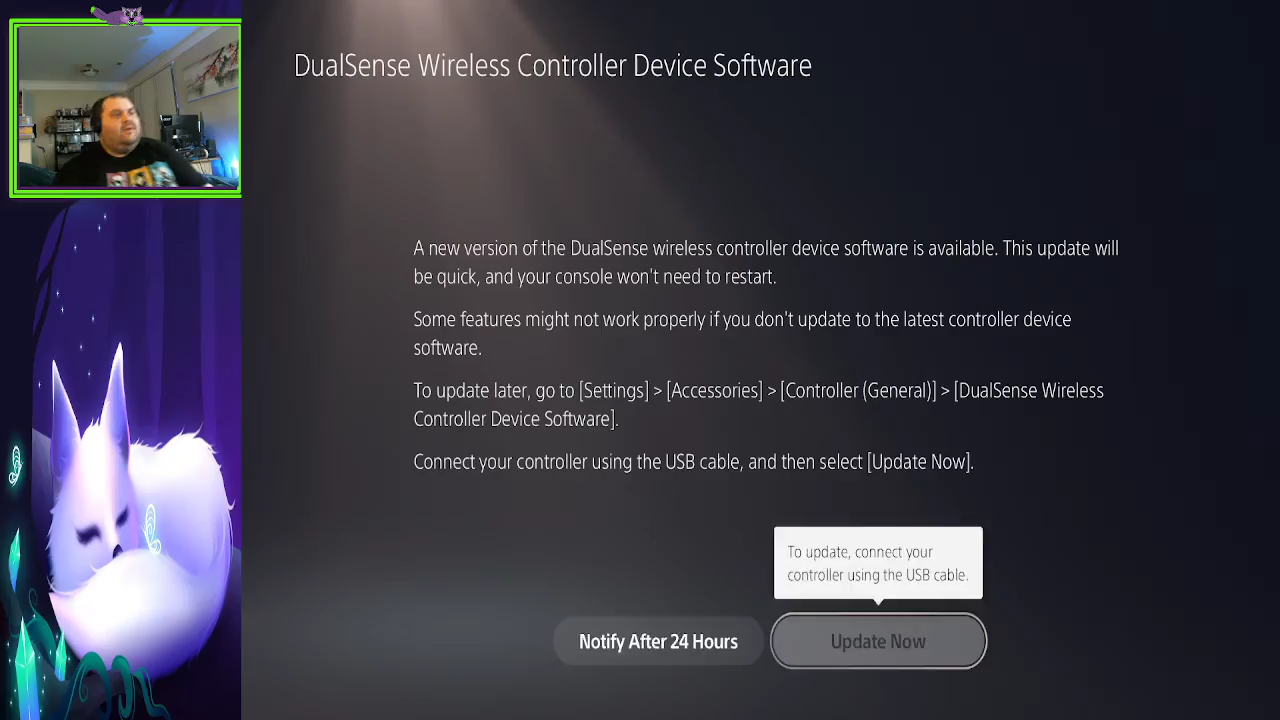 DualSense Wireless Controller Device Software
A new version of the DualSense wireless controller device software is available. This update will
be quick, and your console won't need to restart.
Some features might not work properly if you don't update to the latest controller device
software.
To update later, go to [Settings] > [Accessories] > [Controller (General)] > [DualSense Wireless
Controller Device Software].
Connect your controller using the USB cable, and then select [Update Now].
To update, connect your
controller using the USB cable.
Notify After 24 Hours
Update Now